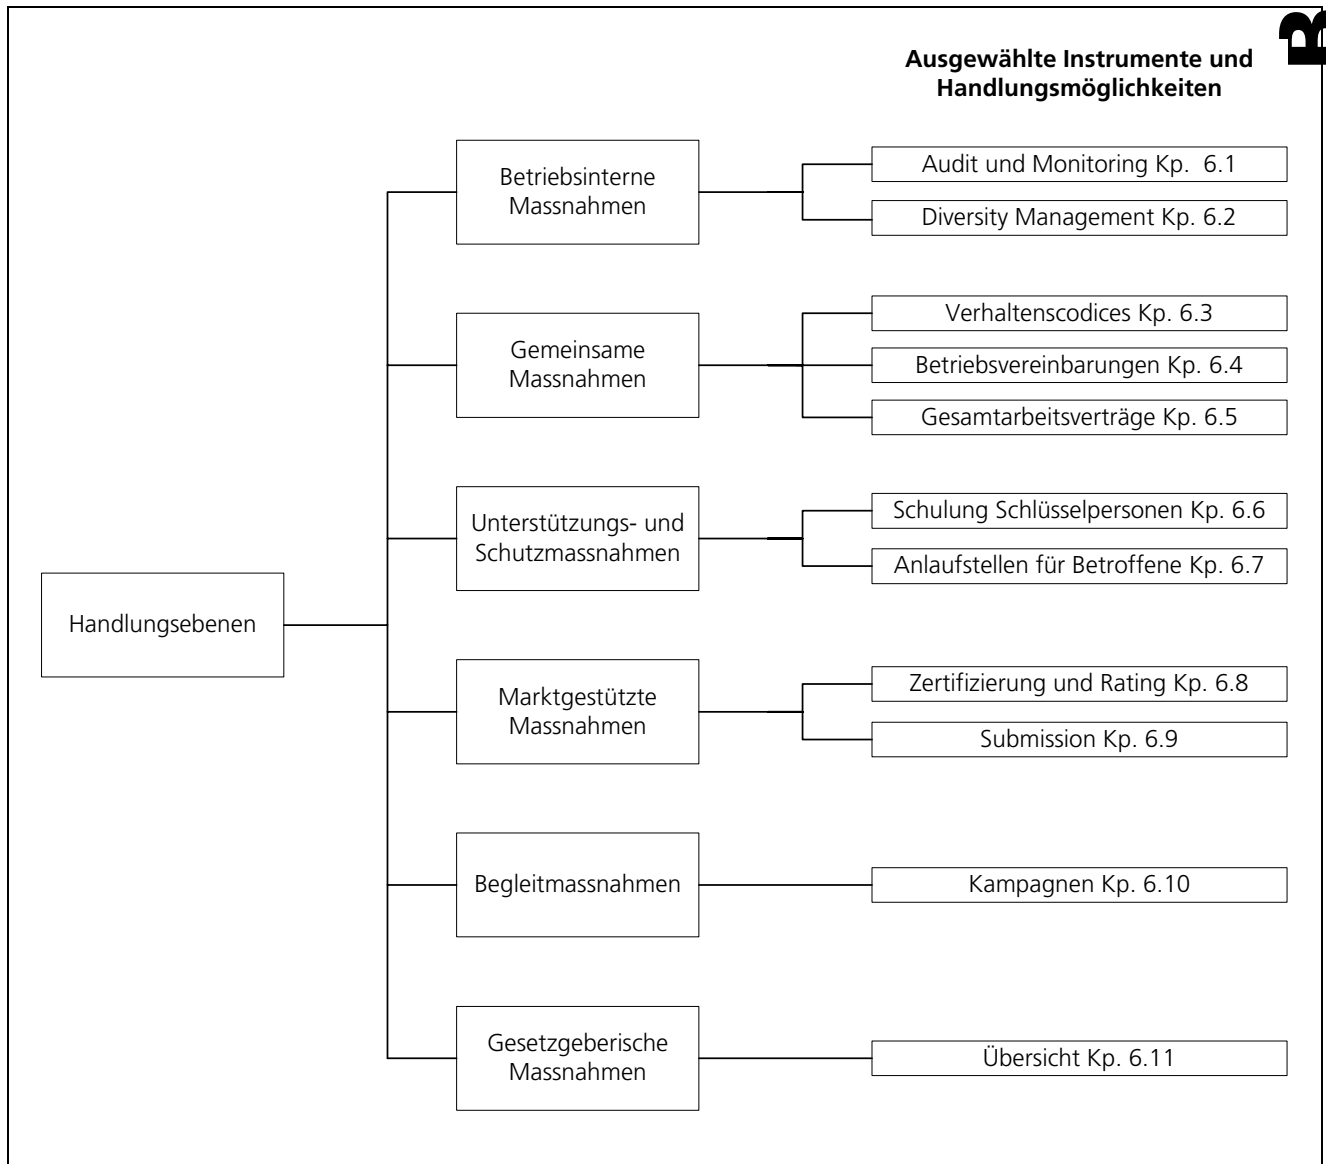 B
Ausgewählte Instrumente und
Handlungsmöglichkeiten
Betriebsinterne
Massnahmen
Audit und Monitoring Kp.  6.1
Diversity Management Kp. 6.2
Gemeinsame
Massnahmen
Verhaltenscodices Kp. 6.3
Betriebsvereinbarungen Kp. 6.4
Gesamtarbeitsverträge Kp. 6.5
Unterstützungs- und
Schutzmassnahmen
Schulung Schlüsselpersonen Kp. 6.6
Anlaufstellen für Betroffene Kp. 6.7
Handlungsebenen
Marktgestützte
Massnahmen
Zertifizierung und Rating Kp. 6.8
Submission Kp. 6.9
Begleitmassnahmen
Kampagnen Kp. 6.10
Gesetzgeberische
Massnahmen
Übersicht Kp. 6.11